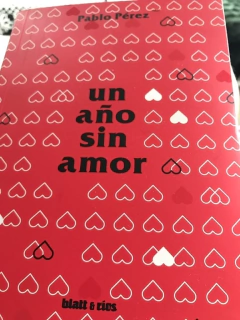 Pablo Pérez
un
año
sin
amor
blatt & ríos